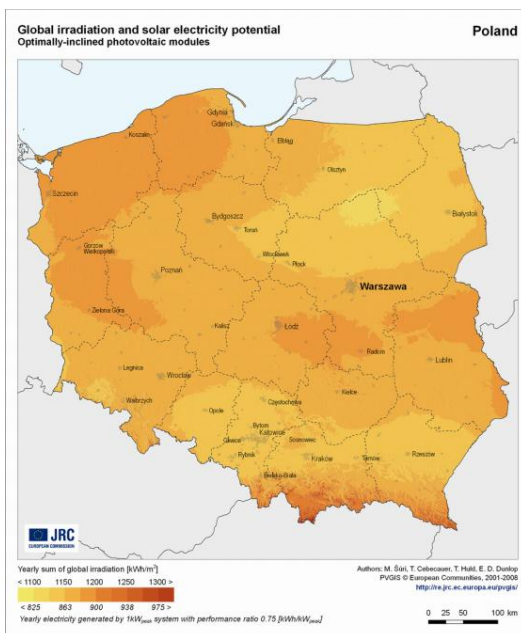 Global irradiation and solar electricity potential
Optimally-inclined photovoltaic modules
Poland
Gdynia
Gdańsk
Koszalin
Elbląg
Olsztyn
Szczecin
Białystok
Bydgoszcz
Toruń
Gorzów
Wielkopolski
Włocławek
Płock
Poznań
Warszawa
Zielona Góra
Kalisz
Łódź
Radom
Legnica
Lublin
Wrocław
Wałbrzych
Kielce
Opole
Częstochowa
Bytom
Katowice
Gliwice
Sosnowiec
Rybnik
Kraków
Tarnów
Rzeszów
Bielsko-Biała
JRC
EUROPEAN COMMISSION
Yearly sum of global irradiation [kWh/m²]
< 1100 1150 1200 1250 1300 >
< 825 863 900 938 975 >
Yearly electricity generated by 1kWpeak system with performance ratio 0.75 [kWh/kWpeak]
Authors: M. Šúri, T. Cebecauer, T. Huld, E. D. Dunlop
PVGIS © European Communities, 2001-2008
http://re.jrc.ec.europa.eu/pvgis/
0 25 50 100 km